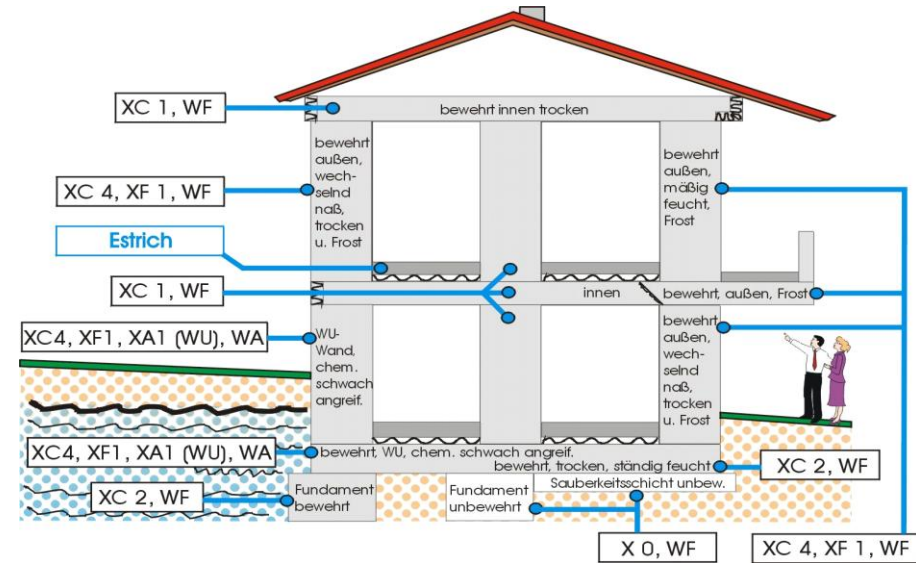 XC 1, WF
bewehrt innen trocken
bewehrt
außen,
wech-
selnd
naß,
trocken
u. Frost
bewehrt
außen,
mäßig
feucht,
Frost
XC 4, XF 1, WF
Estrich
XC 1, WF
innen
bewehrt, außen, Frost
XC4, XF1, XA1 (WU), WA
WU-
Wand,
chem.
schwach
angreif.
bewehrt
außen,
wech-
selnd
naß,
trocken
u. Frost
XC4, XF1, XA1 (WU), WA
bewehrt, WU, chem. schwach angreif.
bewehrt, trocken, ständig feucht
XC 2, WF
Sauberkeitsschicht unbew.
XC 2, WF
Fundament
bewehrt
Fundament
unbewehrt
X 0, WF
XC 4, XF 1, WF